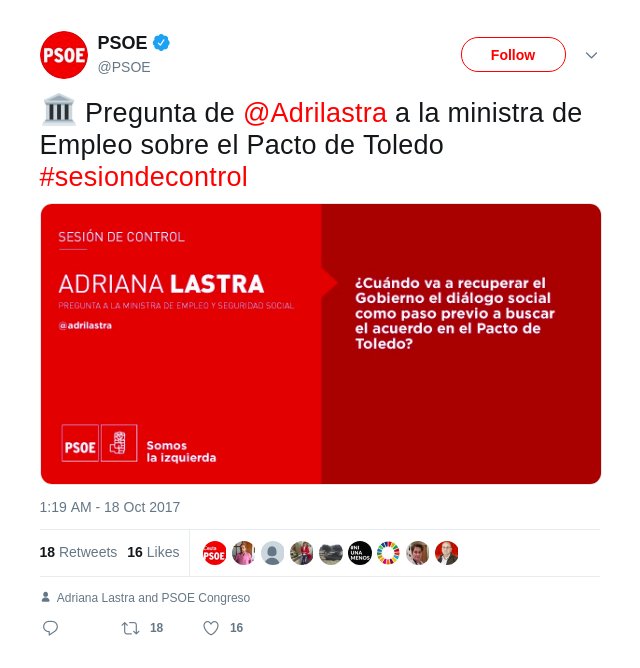 PSOE
PSOE
@PSOE
Follow
Pregunta de @Adrilastra a la ministra de
Empleo sobre el Pacto de Toledo
#sesiondecontrol
SESIÓN DE CONTROL
ADRIANA LASTRA
PREGUNTA A LA MINISTRA DE EMPLEO Y SEGURIDAD SOCIAL
@adrilastra
¿Cuándo va a recuperar el
Gobierno el diálogo social
como paso previo a buscar
el acuerdo en el Pacto de
Toledo?
PSOE
Somos
la izquierda
1:19 AM - 18 Oct 2017
18 Retweets 16 Likes
PSOE
#NI
UNA
MENOS
Adriana Lastra and PSOE Congreso
18
16